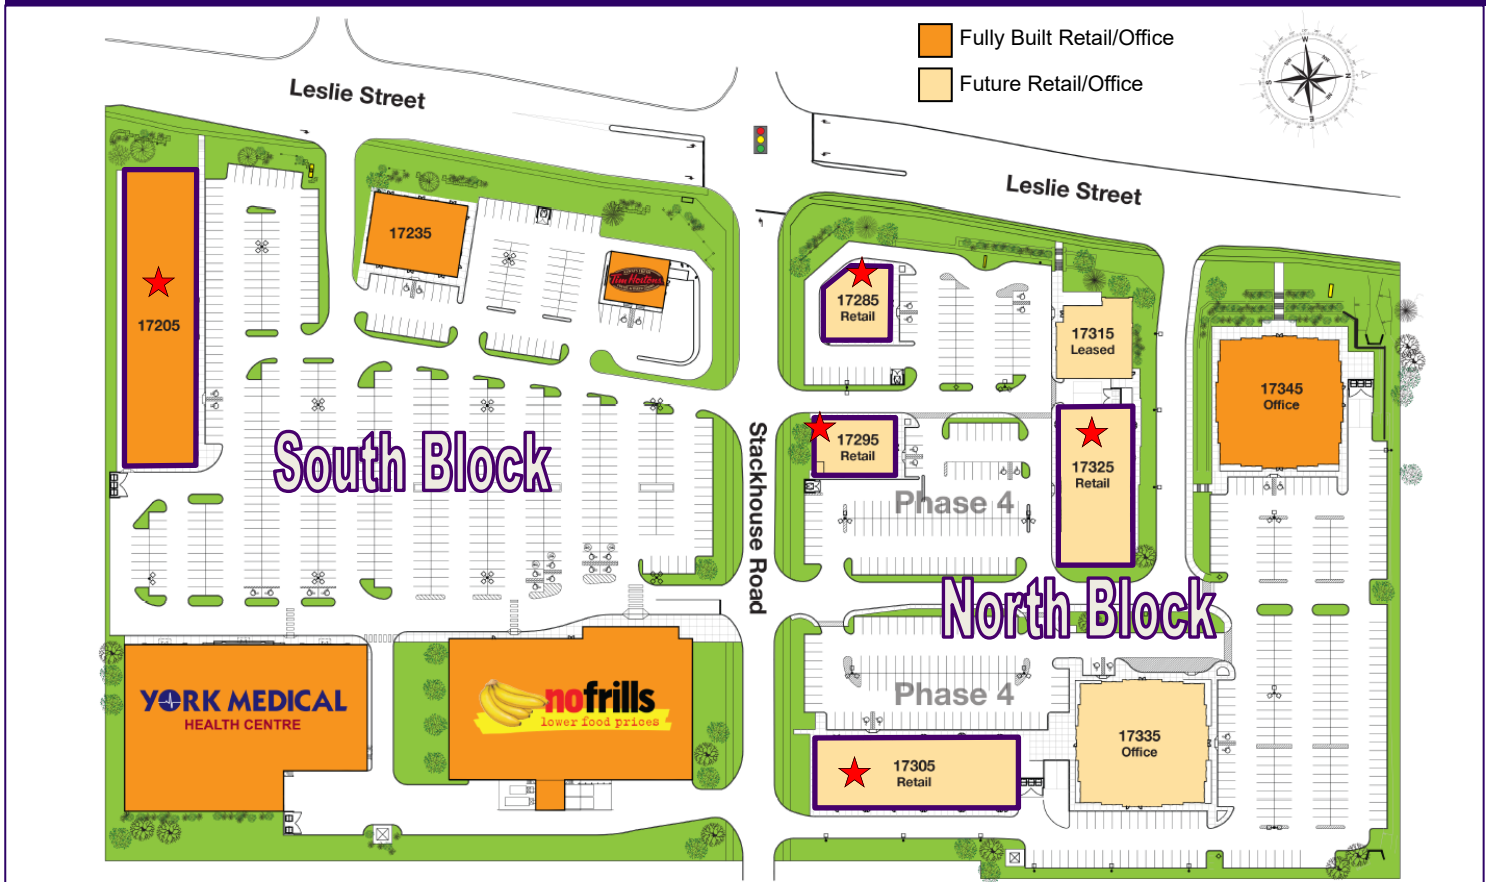 Fully Built Retail/Office
Future Retail/Office
W
N
S
E
Leslie Street
Leslie Street
17205
17235
Tim Hortons
17285
Retail
17315
Leased
17345
Office
17295
Retail
17325
Retail
South Block
Stackhouse Road
Phase 4
North Block
Phase 4
YORK MEDICAL
HEALTH CENTRE
nofrills
lower food prices
17305
Retail
17335
Office